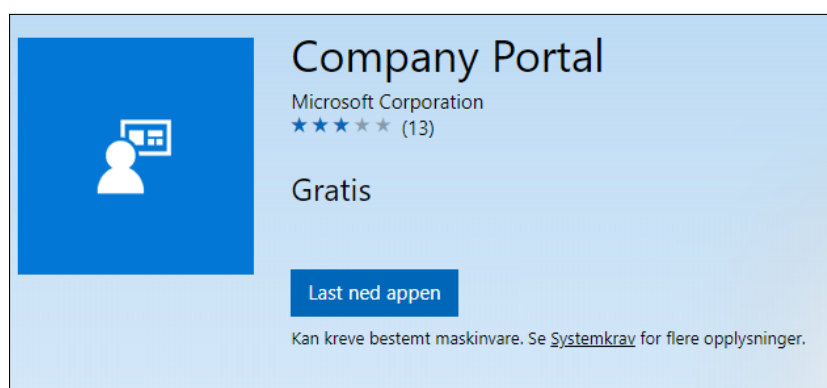 Company Portal
Microsoft Corporation
(13)
Gratis
Last ned appen
Kan kreve bestemt maskinvare. Se Systemkrav for flere opplysninger.